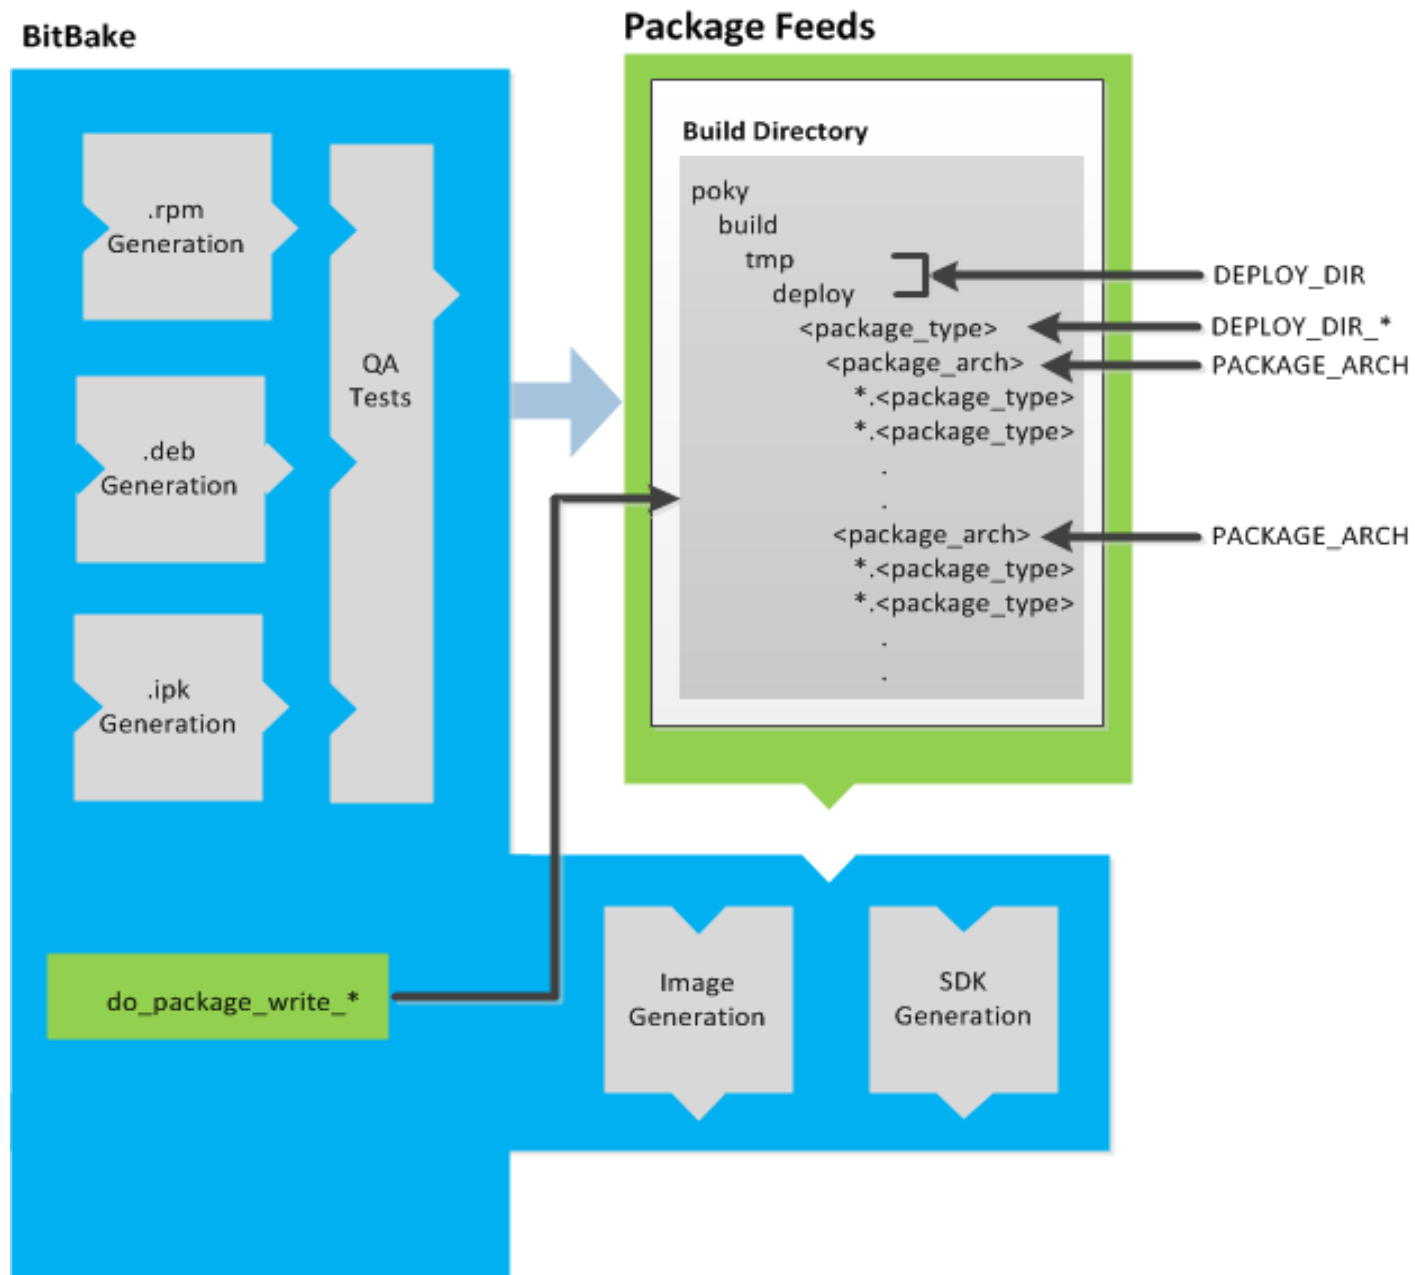 BitBake
.rpm
Generation
.deb
Generation
.ipk
Generation
QA
Tests
do_package_write_*
Package Feeds
Build Directory
poky
build
tmp
deploy
<package_type>
<package_arch>
*.<package_type>
*.<package_type>
.
.
<package_arch>
*.<package_type>
*.<package_type>
.
.
DEPLOY_DIR
DEPLOY_DIR_*
PACKAGE_ARCH
PACKAGE_ARCH
Image
Generation
SDK
Generation